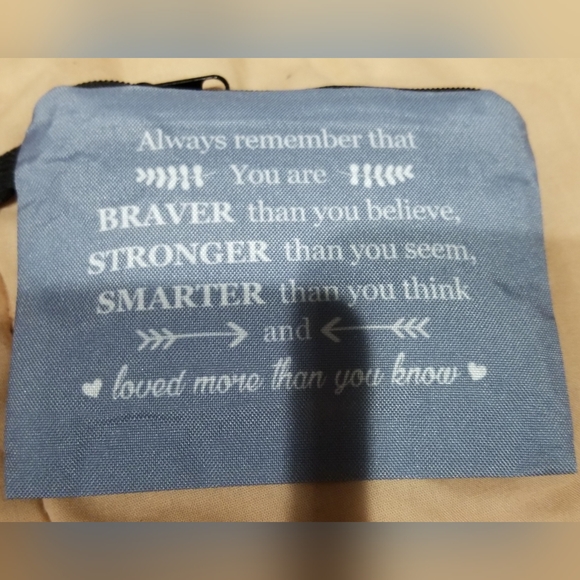 Always remember that
You are
BRAVER than you believe,
STRONGER than you seem,
SMARTER than you think
and
loved more than you know